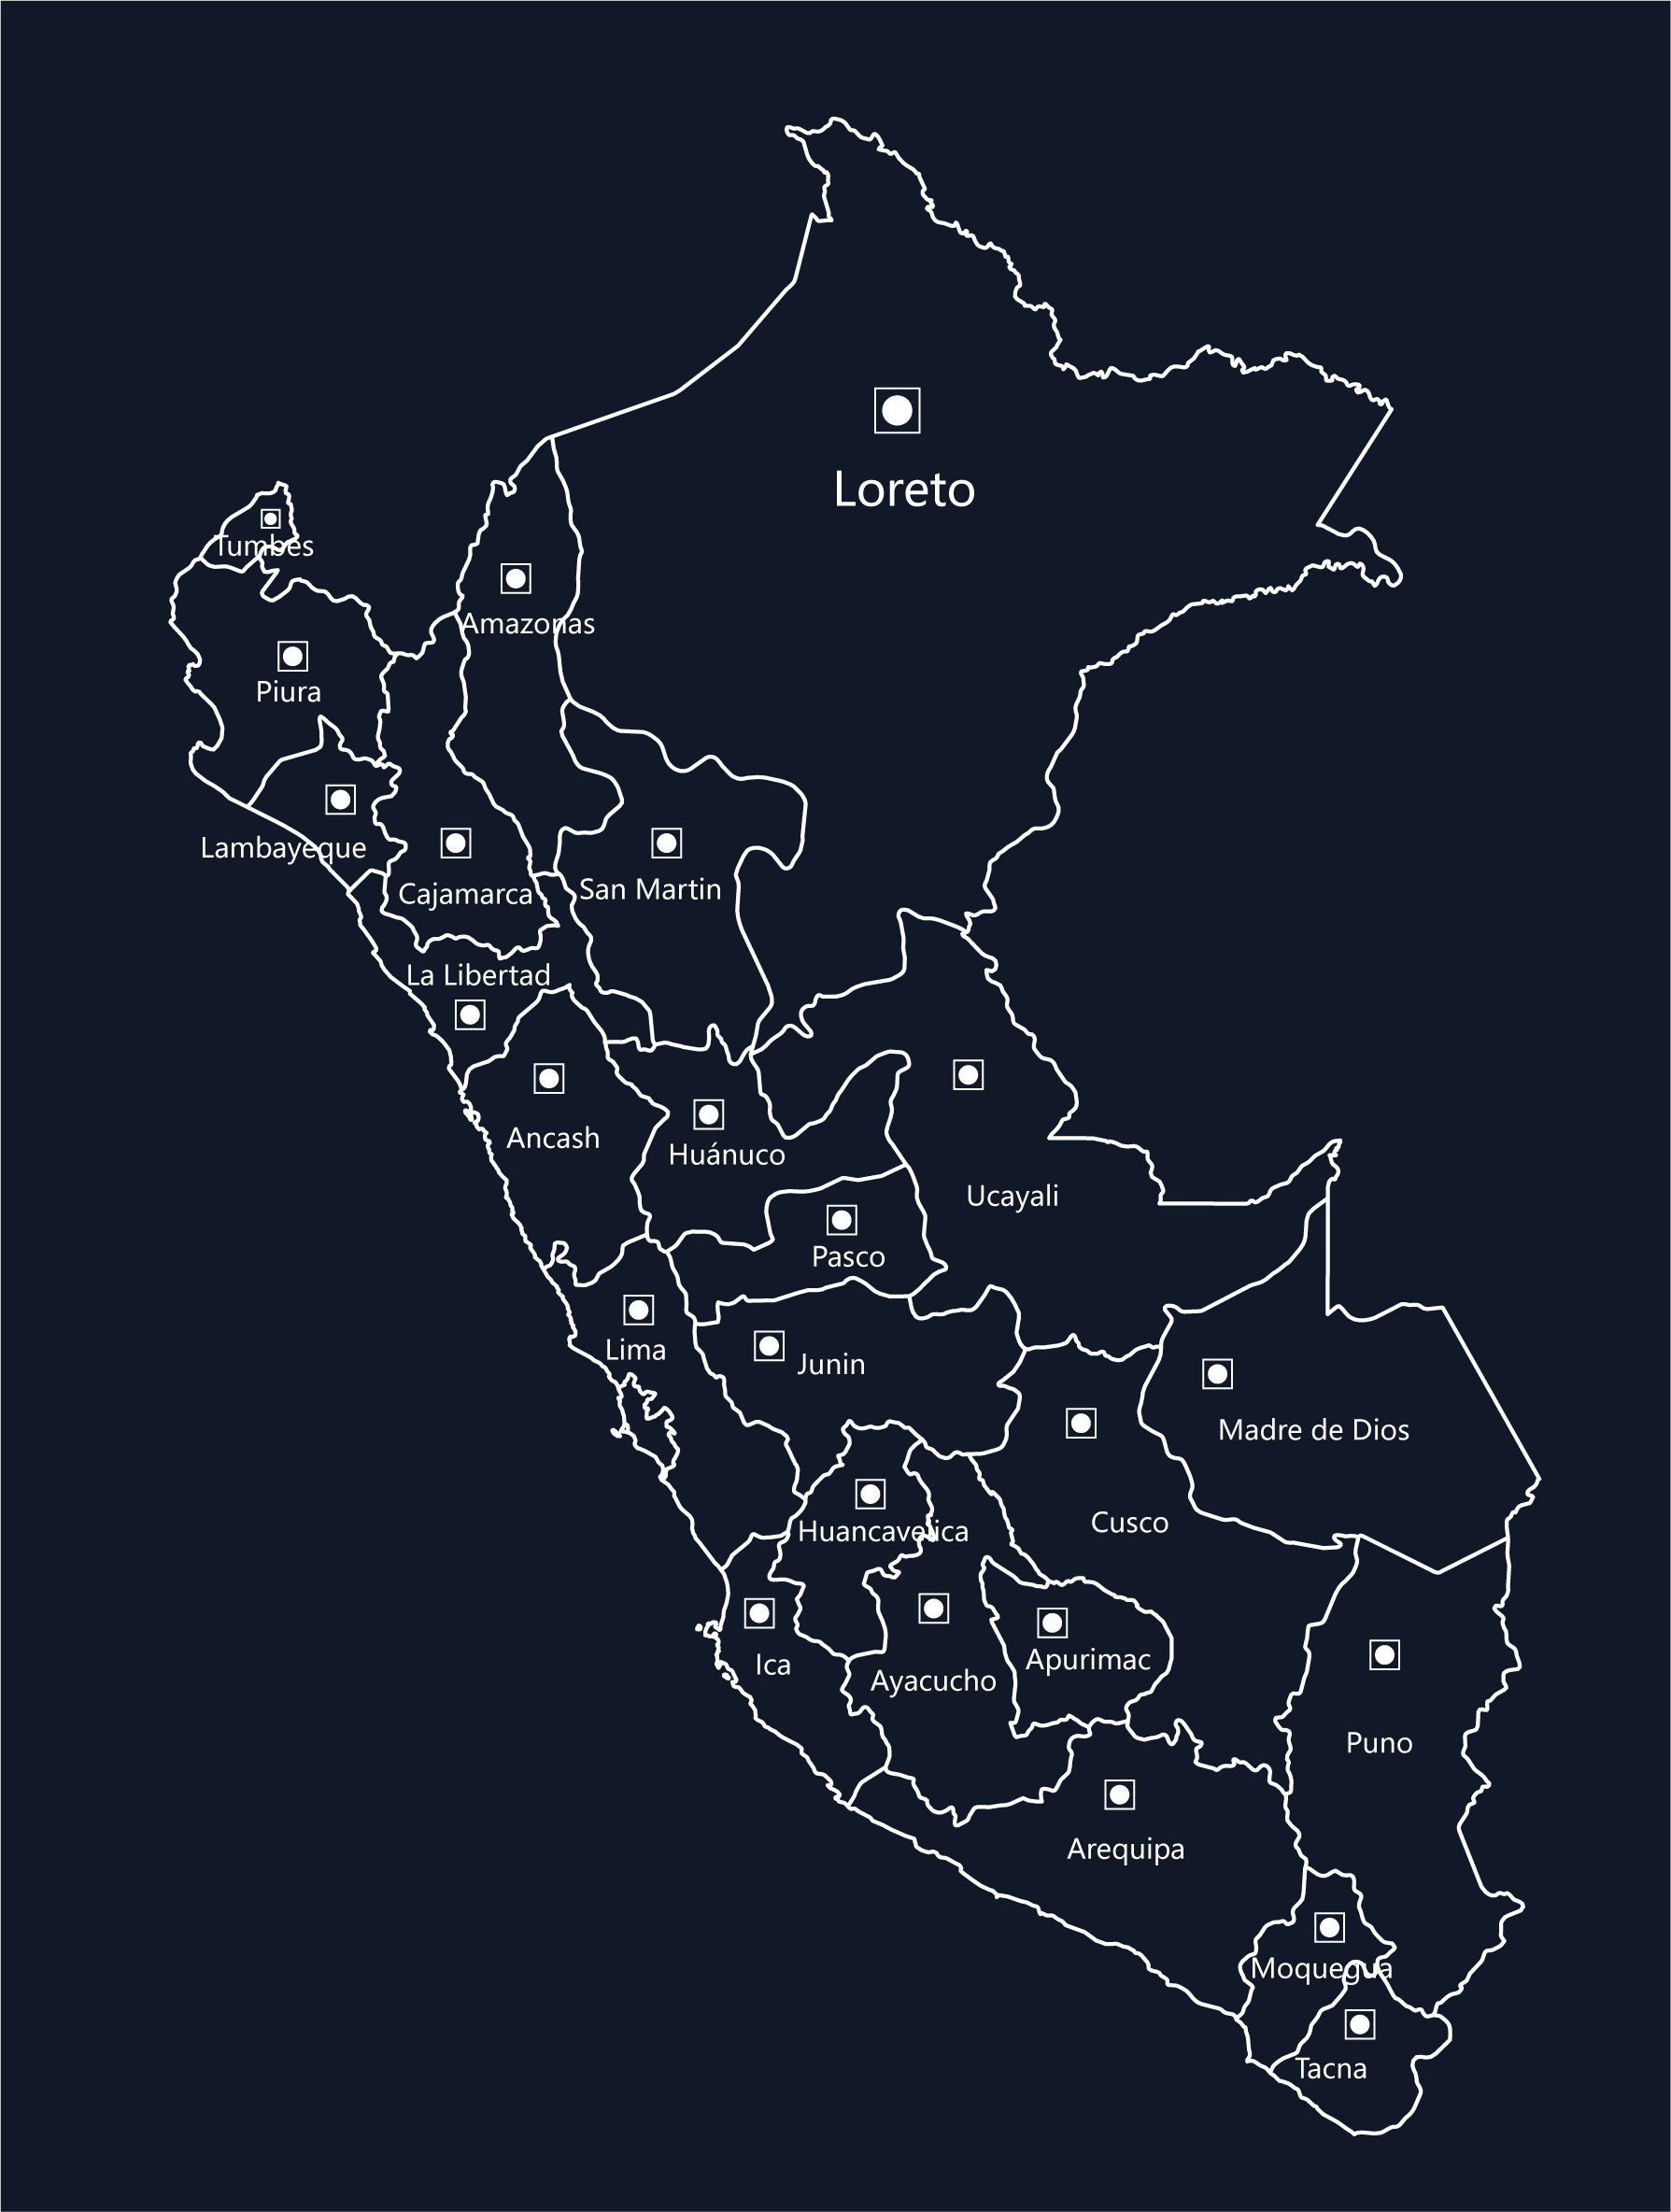 Loreto
Tumbes
Amazonas
Piura
Lambayeque
Cajamarca
San Martin
La Libertad
Ancash
Huánuco
Ucayali
Pasco
Lima
Junin
Madre de Dios
Cusco
Huancavelica
Ica
Apurimac
Ayacucho
Puno
Arequipa
Moquegua
Tacna